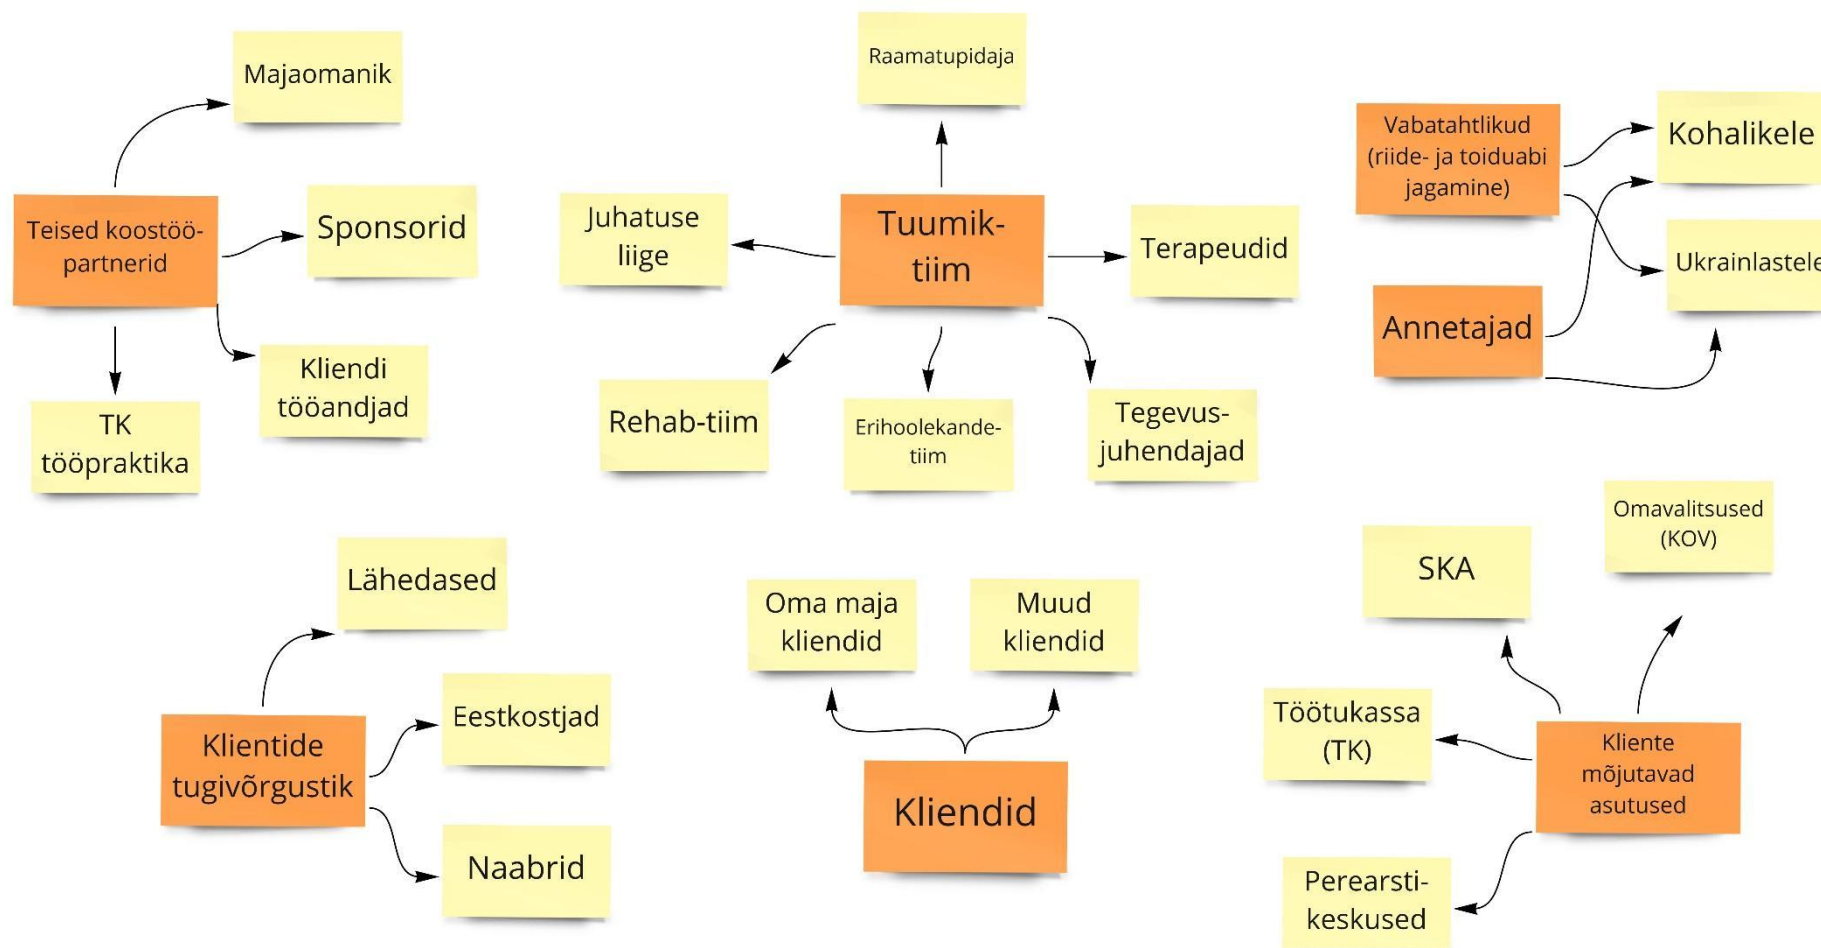 Majaomanik
Teised koostöö-
partnerid
Sponsorid
Kliendi
tööandjad
TK
tööpraktika
Raamatupidaja
Juhatuse
liige
Tuumik-
tiim
Terapeudid
Rehab-tiim
Erihoolekande-
tiim
Tegevus-
juhendajad
Vabatahtlikud
(riide- ja toiduabi
jagamine)
Kohalikele
Ukrainlastele
Annetajad
Lähedased
Klientide
tugivõrgustik
Eestkostjad
Naabrid
Oma maja
kliendid
Muud
kliendid
Kliendid
SKA
Omavalitsused
(KOV)
Töötukassa
(TK)
Kliente
mõjutavad
asutused
Perearsti-
keskused